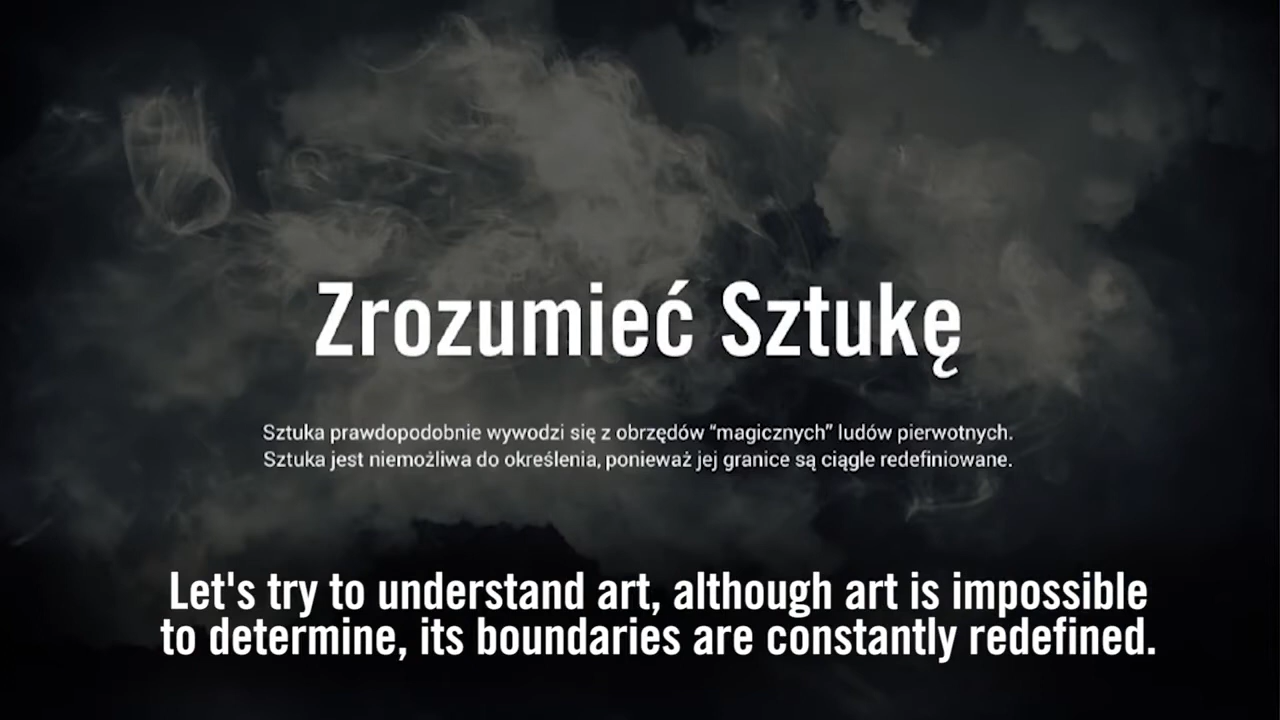 Zrozumieć Sztukę
Sztuka prawdopodobnie wywodzi się z obrzędów “magicznych” ludów pierwotnych.
Sztuka jest niemożliwa do określenia, ponieważ jej granice są ciągle redefiniowane.
Let's try to understand art, although art is impossible
to determine, its boundaries are constantly redefined.